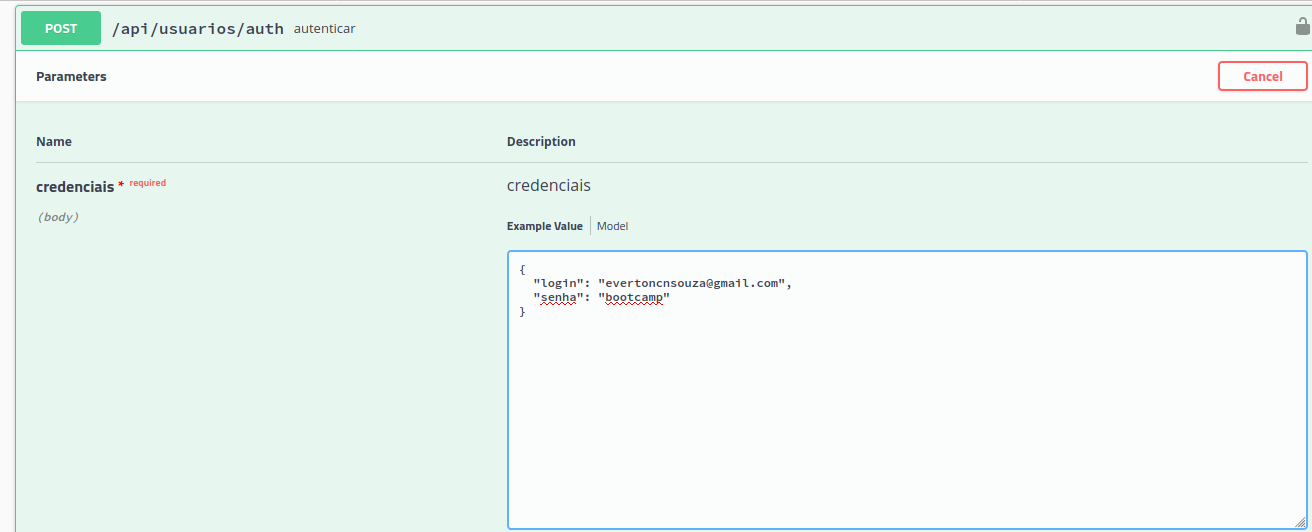 POST /api/usuarios/auth autenticar
Parameters Cancel
Name Description
credenciais * required credenciais
(body)
Example Value Model
{
"login": "evertoncnsouza@gmail.com",
"senha": "bootcamp"
}